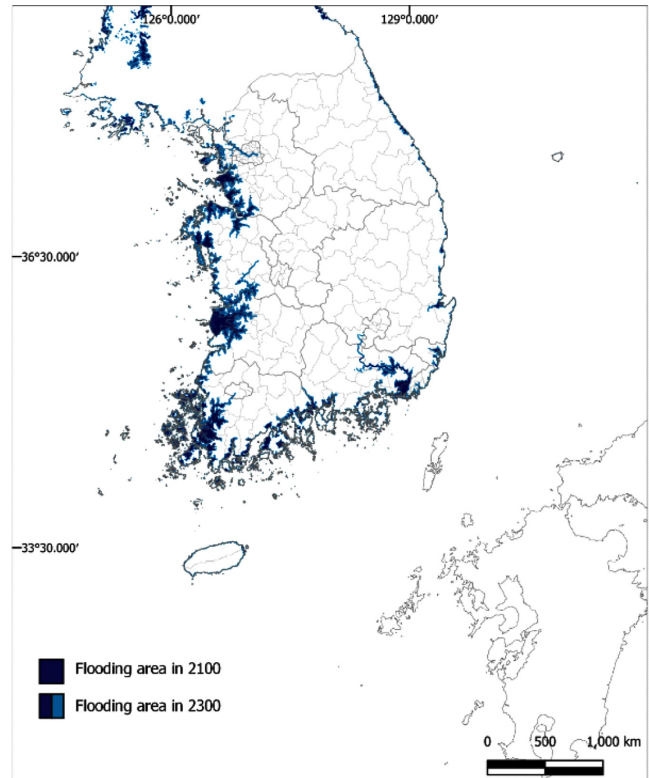 126°0.000′ 129°0.000′
36°30.000′
33°30.000′
Flooding area in 2100
Flooding area in 2300
0 500 1,000 km